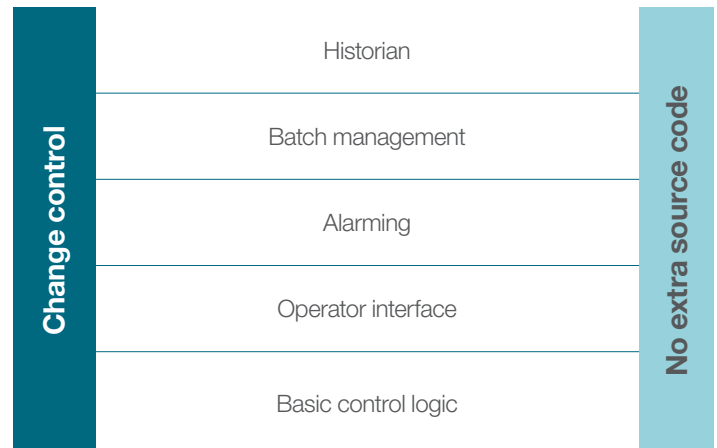 Change control
Historian
Batch management
Alarming
Operator interface
Basic control logic
No extra source code